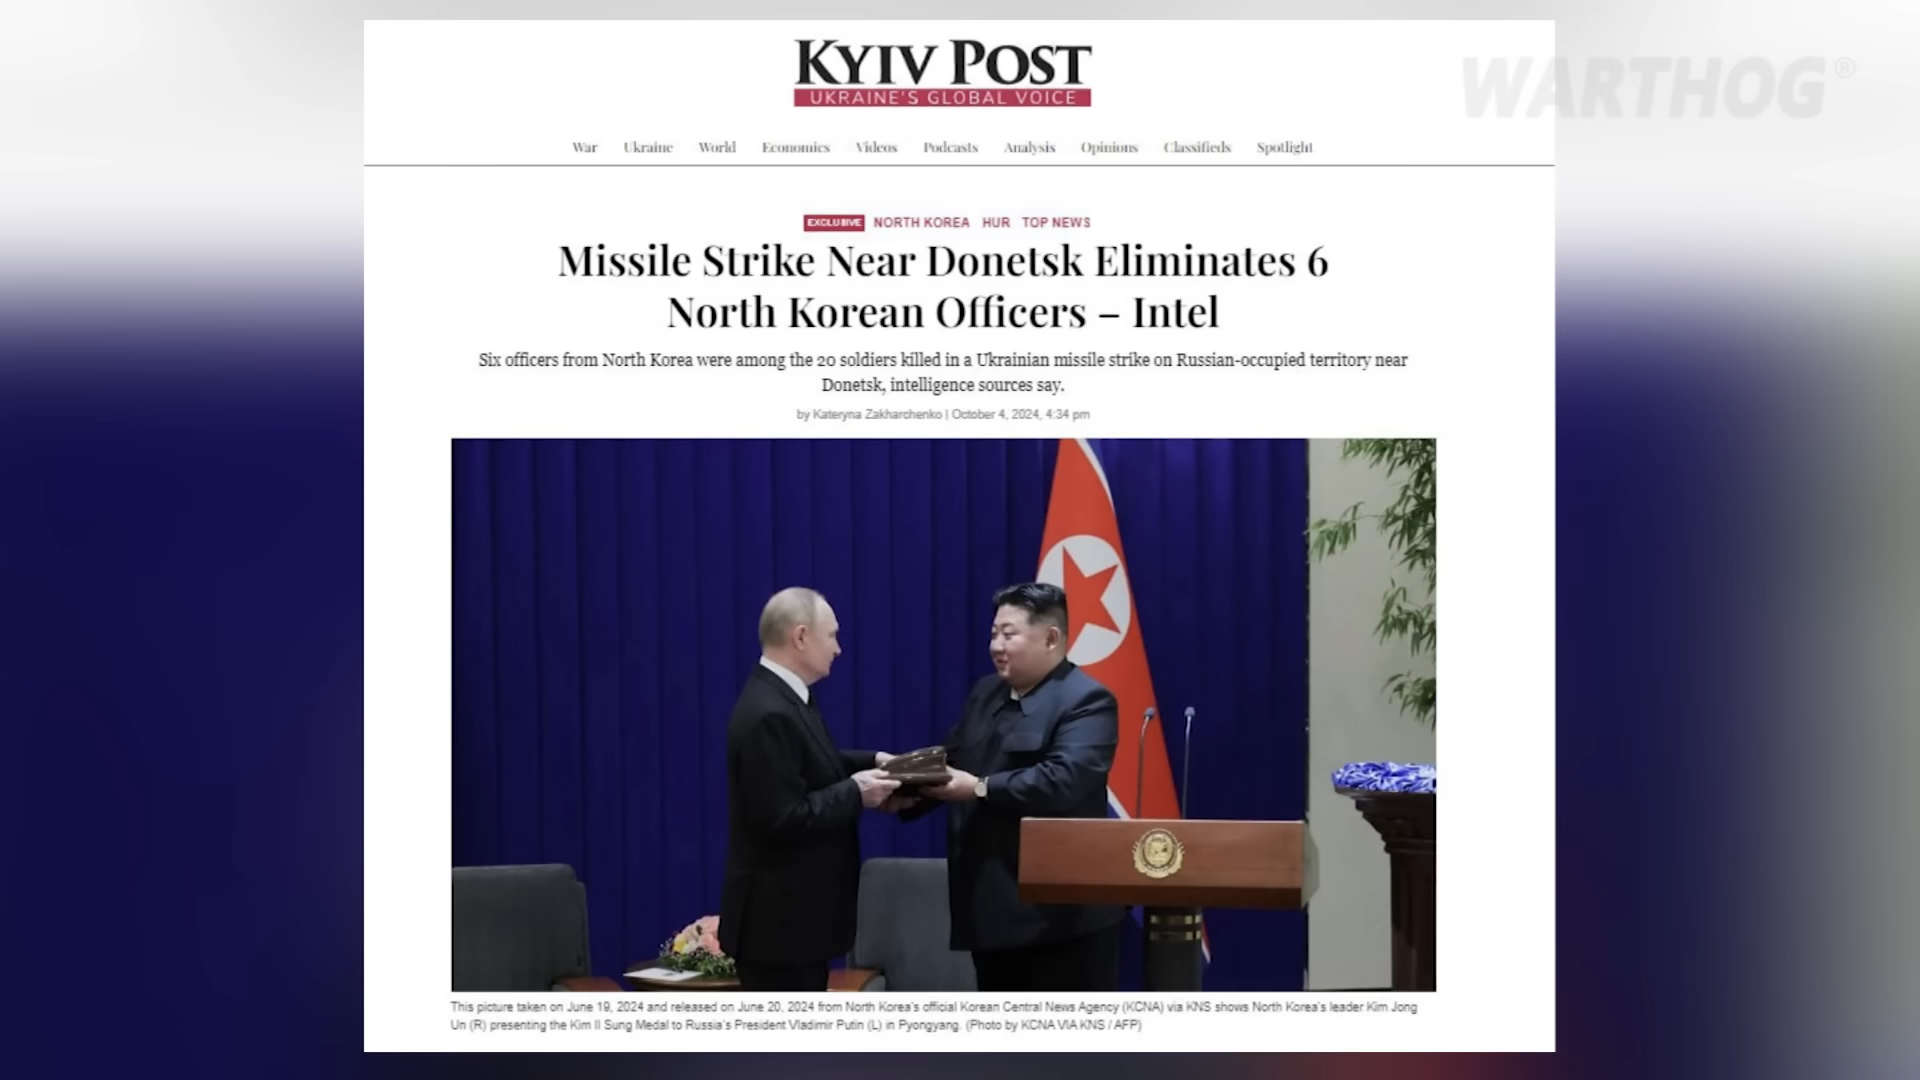 KYIV POST
UKRAINE'S GLOBAL VOICE
WARTHOG®
War Ukraine World Economics Videos Podcasts Analysis Opinions Classifieds Spotlight
EXCLUSIVE NORTH KOREA HUR TOP NEWS
Missile Strike Near Donetsk Eliminates 6
North Korean Officers – Intel
Six officers from North Korea were among the 20 soldiers killed in a Ukrainian missile strike on Russian-occupied territory near
Donetsk, intelligence sources say.
by Kateryna Zakharchenko | October 4, 2024, 4:34 pm
This picture taken on June 19, 2024 and released on June 20, 2024 from North Korea's official Korean Central News Agency (KCNA) via KNS shows North Korea's leader Kim Jong
Un (R) presenting the Kim Il Sung Medal to Russia's President Vladimir Putin (L) in Pyongyang. (Photo by KCNA VIA KNS / AFP)